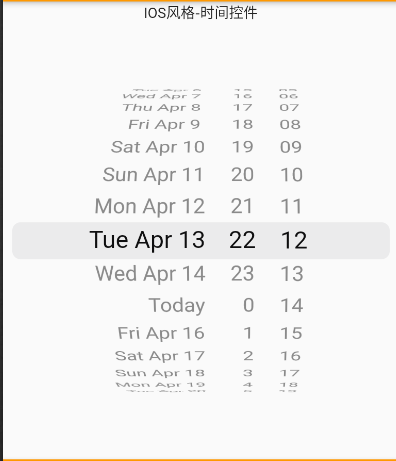 IOS风格-时间控件
Wed Apr 7 16 06
Thu Apr 8 17 07
Fri Apr 9 18 08
Sat Apr 10 19 09
Sun Apr 11 20 10
Mon Apr 12 21 11
Tue Apr 13 22 12
Wed Apr 14 23 13
Today 0 14
Fri Apr 16 1 15
Sat Apr 17 2 16
Sun Apr 18 3 17
Mon Apr 19 4 18